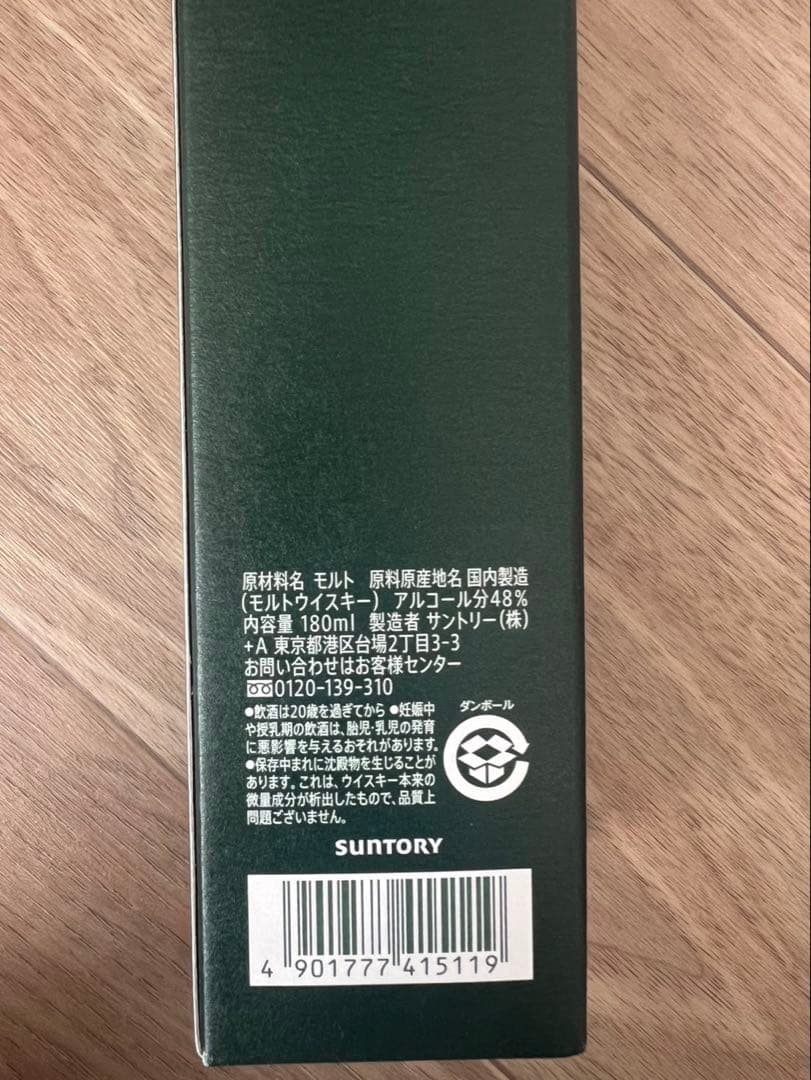 原材料名 モルト 原料原産地名 国内製造
(モルトウイスキー) アルコール分48%
内容量 180ml 製造者 サントリー(株)
+A 東京都港区台場2丁目3-3
お問い合わせはお客様センター
0120-139-310
●飲酒は20歳を過ぎてから ●妊娠中
や授乳期の飲酒は、胎児・乳児の発育
に悪影響を与えるおそれがあります。
●保存中まれに沈殿物を生じることが
あります。これは、ウイスキー本来の
微量成分が析出したもので、品質上
問題ございません。
ダンボール
SUNTORY
4 901777 415119